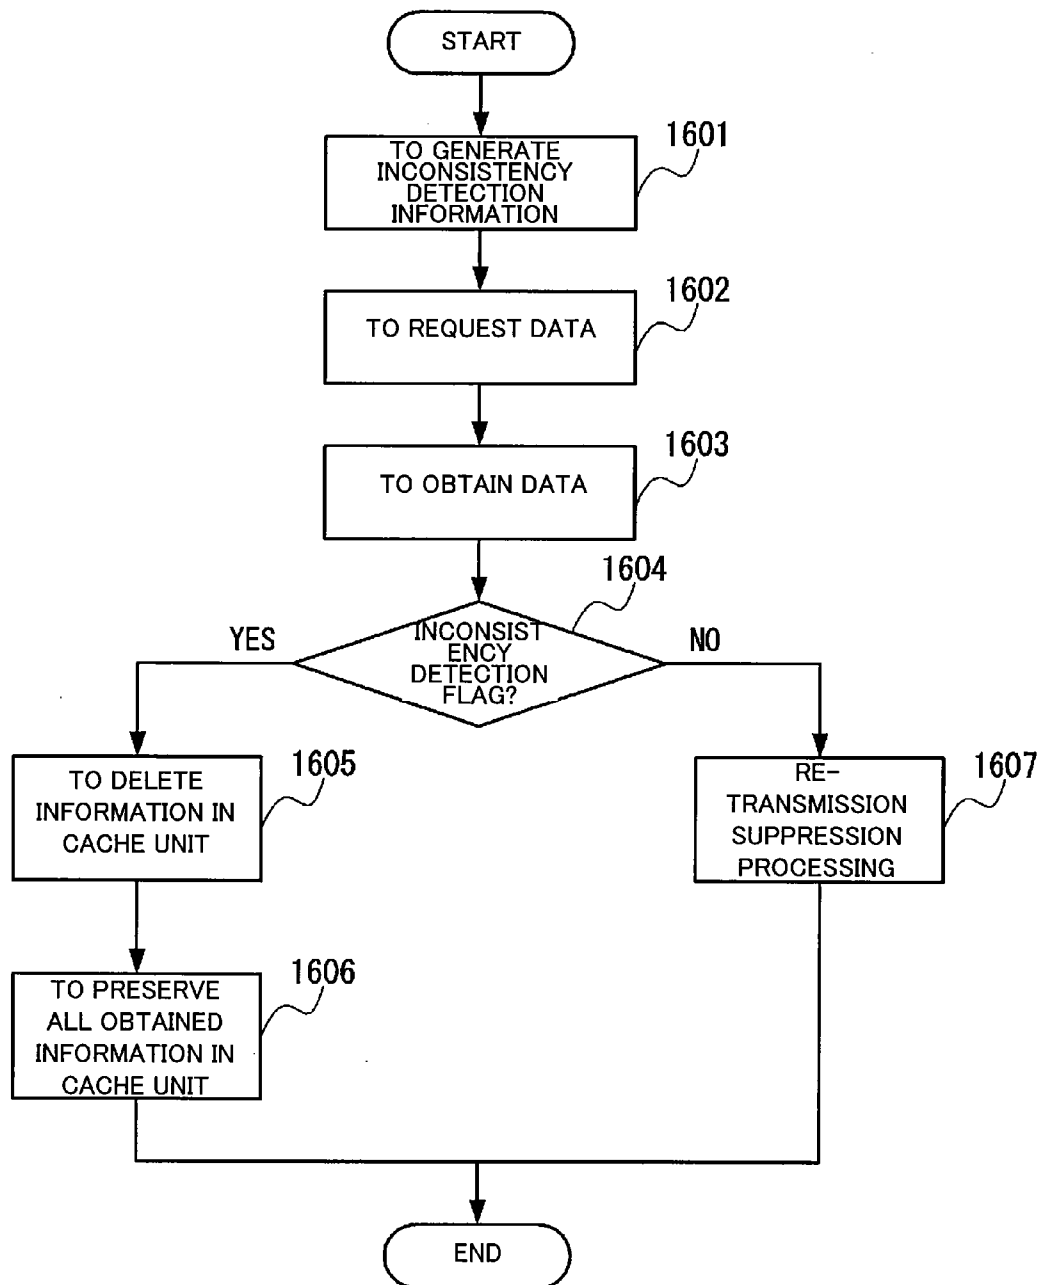 START
1601
TO GENERATE
INCONSISTENCY
DETECTION
INFORMATION
1602
TO REQUEST DATA
1603
TO OBTAIN DATA
1604
YES
INCONSIST
ENCY
DETECTION
FLAG?
NO
1605
TO DELETE
INFORMATION IN
CACHE UNIT
1607
RE-
TRANSMISSION
SUPPRESSION
PROCESSING
1606
TO PRESERVE
ALL OBTAINED
INFORMATION IN
CACHE UNIT
END